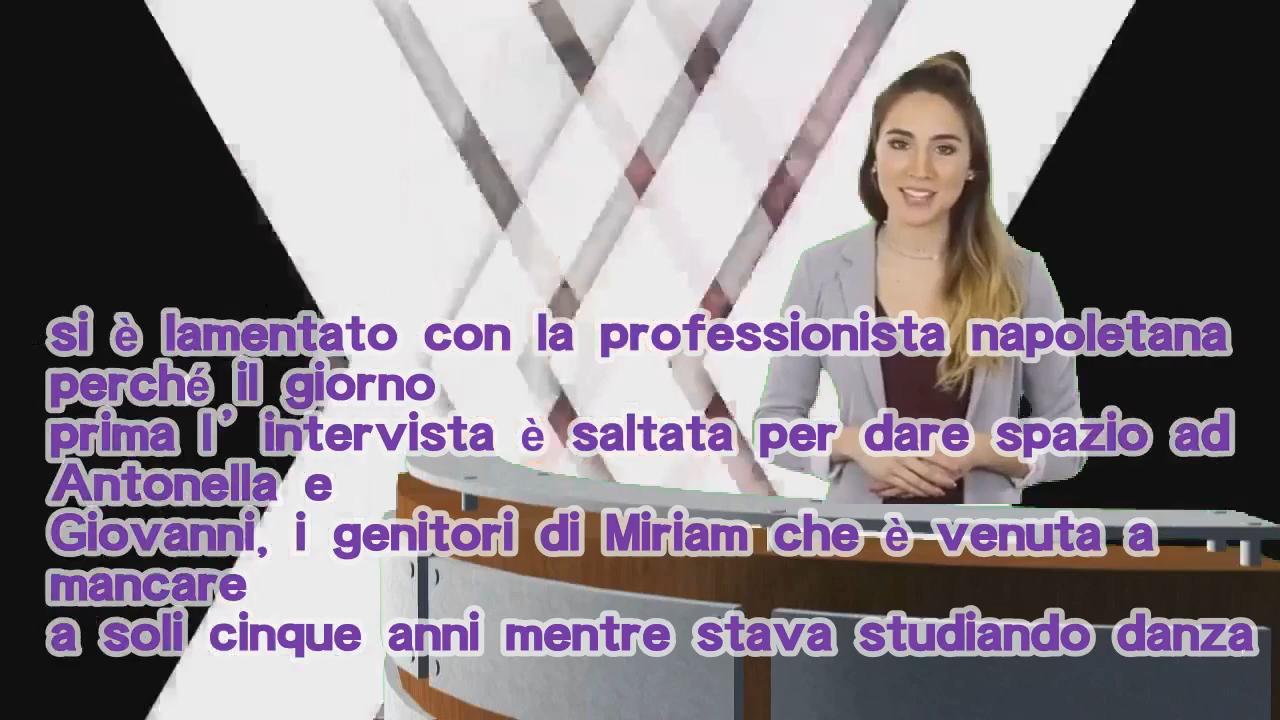 si è lamentato con la professionista napoletana
perché il giorno
prima l’ intervista è saltata per dare spazio ad
Antonella e
Giovanni, i genitori di Miriam che è venuta a
mancare
a soli cinque anni mentre stava studiando danza